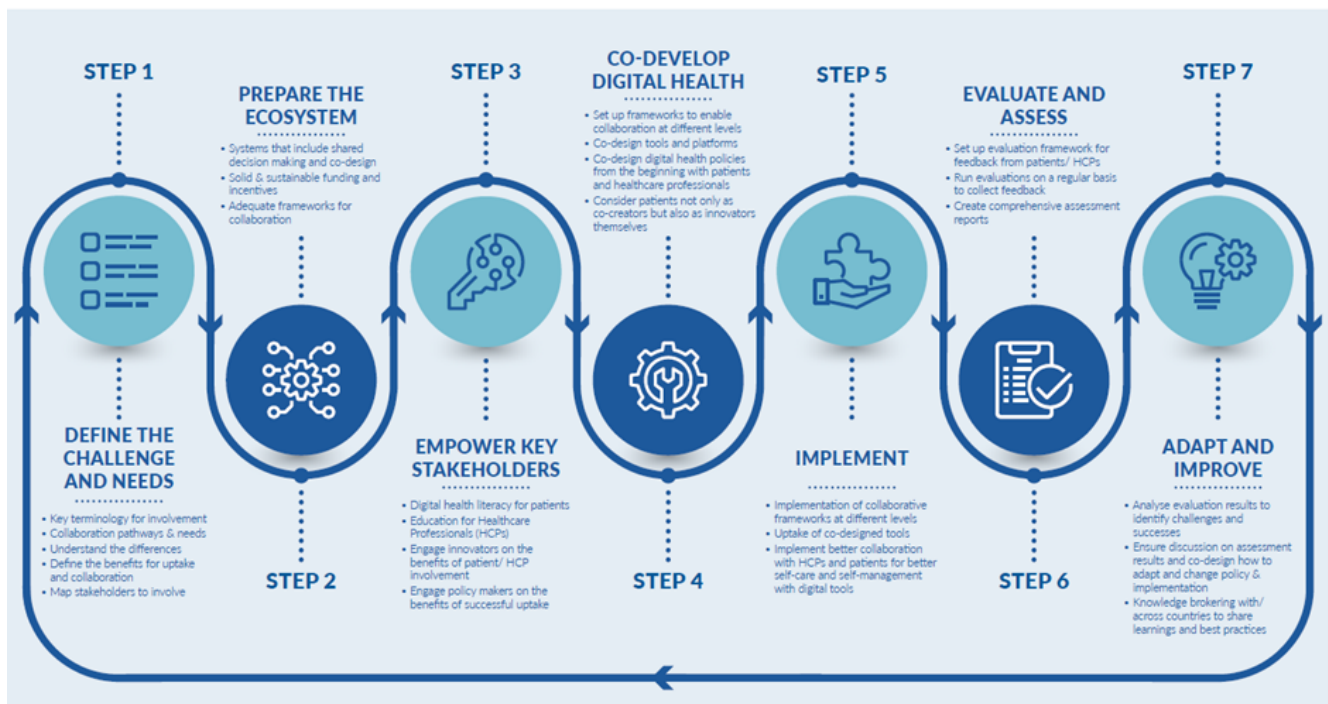 STEP 1
DEFINE THE
CHALLENGE
AND NEEDS
• Key terminology for involvement
• Collaboration pathways & needs
• Understand the differences
• Define the benefits for uptake
and collaboration
• Map stakeholders to involve
PREPARE THE
ECOSYSTEM
• Systems that include shared
decision making and co-design
• Solid & sustainable funding and
incentives
• Adequate frameworks for
collaboration
STEP 2
STEP 3
EMPOWER KEY
STAKEHOLDERS
• Digital health literacy for patients
• Education for Healthcare
Professionals (HCPs)
• Engage innovators on the
benefits of patient/ HCP
involvement
• Engage policy makers on the
benefits of successful uptake
CO-DEVELOP
DIGITAL HEALTH
• Set up frameworks to enable
collaboration at different levels
• Co-design tools and platforms
• Co-design digital health policies
from the beginning with patients
and healthcare professionals
• Consider patients not only as
co-creators but also as innovators
themselves
STEP 4
STEP 5
IMPLEMENT
• Implementation of collaborative
frameworks at different levels
• Uptake of co-designed tools
• Implement better collaboration
with HCPs and patients for better
self-care and self-management
with digital tools
EVALUATE AND
ASSESS
• Set up evaluation framework for
feedback from patients/ HCPs
• Run evaluations on a regular basis
to collect feedback
• Create comprehensive assessment
reports
STEP 6
STEP 7
ADAPT AND
IMPROVE
• Analyse evaluation results to
identify challenges and
successes
• Ensure discussion on assessment
results and co-design how to
adapt and change policy &
implementation
• Knowledge brokering with/
across countries to share
learnings and best practices